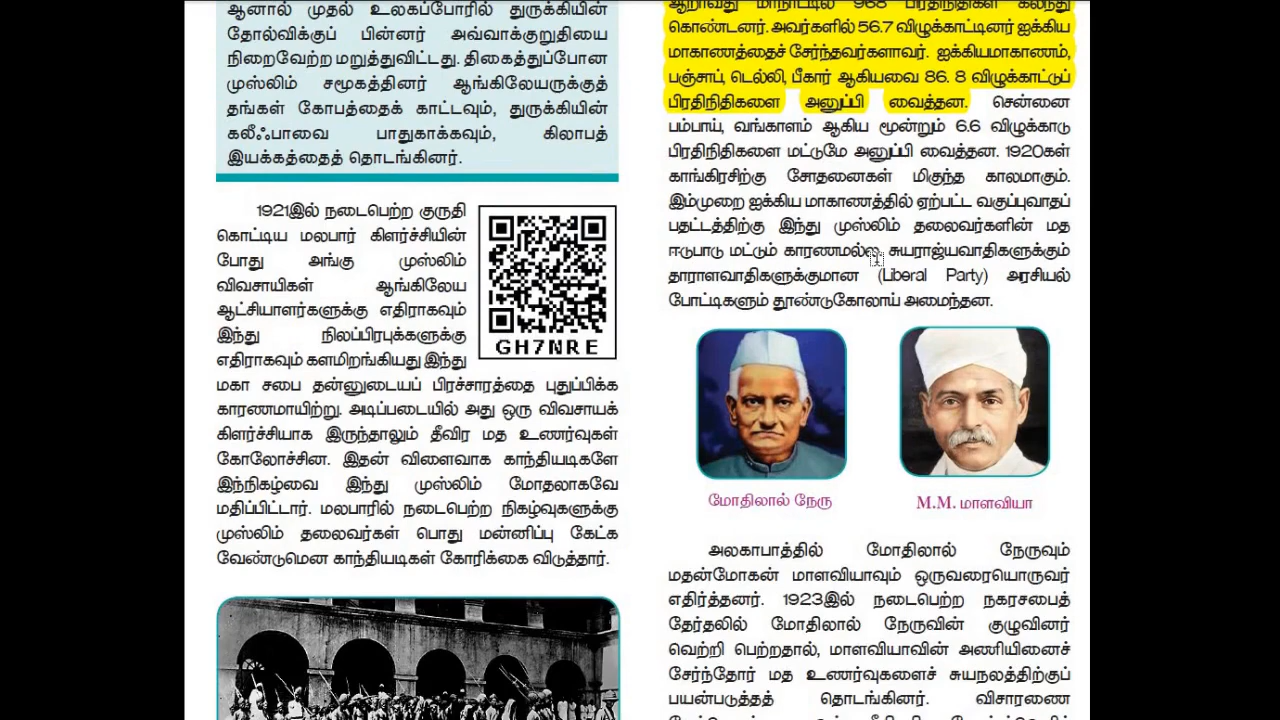 ஆனால் முதல் உலகப்போரில் துருக்கியின்
தோல்விக்குப் பின்னர் அவ்வாக்குறுதியை
நிறைவேற்ற மறுத்துவிட்டது. திகைத்துப்போன
முஸ்லிம் சமூகத்தினர் ஆங்கிலேயருக்குத்
தங்கள் கோபத்தைக் காட்டவும், துருக்கியின்
கலீஃபாவை பாதுகாக்கவும், கிலாபத்
இயக்கத்தைத் தொடங்கினர்.
1921இல் நடைபெற்ற குருதி
கொட்டிய மலபார் கிளர்ச்சியின்
போது அங்கு முஸ்லிம்
விவசாயிகள் ஆங்கிலேய
ஆட்சியாளர்களுக்கு எதிராகவும்
இந்து நிலப்பிரபுக்களுக்கு
எதிராகவும் களமிறங்கியது இந்து
GH7NRE
மகா சபை தன்னுடையப் பிரச்சாரத்தை புதுப்பிக்க
காரணமாயிற்று. அடிப்படையில் அது ஒரு விவசாயக்
கிளர்ச்சியாக இருந்தாலும் தீவிர மத உணர்வுகள்
கோலோச்சின. இதன் விளைவாக காந்தியடிகளே
இந்நிகழ்வை இந்து முஸ்லிம் மோதலாகவே
மதிப்பிட்டார். மலபாரில் நடைபெற்ற நிகழ்வுகளுக்கு
முஸ்லிம் தலைவர்கள் பொது மன்னிப்பு கேட்க
வேண்டுமென காந்தியடிகள் கோரிக்கை விடுத்தார்.
ஆறாவது மாநாட்டில் 968 பிரதிநிதிகள் கலந்து
கொண்டனர். அவர்களில் 56.7 விழுக்காட்டினர் ஐக்கிய
மாகாணத்தைச் சேர்ந்தவர்களாவர். ஐக்கியமாகாணம்,
பஞ்சாப், டெல்லி, பீகார் ஆகியவை 86. 8 விழுக்காட்டுப்
பிரதிநிதிகளை அனுப்பி வைத்தன. சென்னை
பம்பாய், வங்காளம் ஆகிய மூன்றும் 6.6 விழுக்காடு
பிரதிநிதிகளை மட்டுமே அனுப்பி வைத்தன. 1920கள்
காங்கிரசிற்கு சோதனைகள் மிகுந்த காலமாகும்.
இம்முறை ஐக்கிய மாகாணத்தில் ஏற்பட்ட வகுப்புவாதப்
பதட்டத்திற்கு இந்து முஸ்லிம் தலைவர்களின் மத
ஈடுபாடு மட்டும் காரணமல்ல சுயராஜ்யவாதிகளுக்கும்
தாராளவாதிகளுக்குமான (Liberal Party) அரசியல்
போட்டிகளும் தூண்டுகோலாய் அமைந்தன.
மோதிலால் நேரு
M.M. மாளவியா
அலகாபாத்தில் மோதிலால் நேருவும்
மதன்மோகன் மாளவியாவும் ஒருவரையொருவர்
எதிர்த்தனர். 1923இல் நடைபெற்ற நகரசபைத்
தேர்தலில் மோதிலால் நேருவின் குழுவினர்
வெற்றி பெற்றதால், மாளவியாவின் அணியினைச்
சேர்ந்தோர் மத உணர்வுகளைச் சுயநலத்திற்குப்
பயன்படுத்தத் தொடங்கினர். விசாரணை